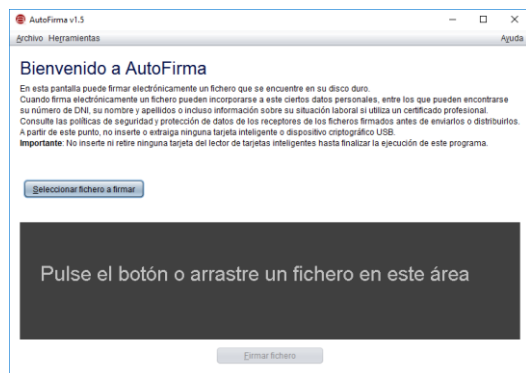 AutoFirma v1.5
Archivo Herramientas Ayuda
Bienvenido a AutoFirma
En esta pantalla puede firmar electrónicamente un fichero que se encuentre en su disco duro.
Cuando firma electrónicamente un fichero pueden incorporarse a este ciertos datos personales, entre los que pueden encontrarse
su número de DNI, su nombre y apellidos o incluso información sobre su situación laboral si utiliza un certificado profesional.
Consulte las políticas de seguridad y protección de datos de los receptores de los ficheros firmados antes de enviarlos o distribuirlos.
A partir de este punto, no inserte o extraiga ninguna tarjeta inteligente o dispositivo criptográfico USB.
Importante: No inserte ni retire ninguna tarjeta del lector de tarjetas inteligentes hasta finalizar la ejecución de este programa.
Seleccionar fichero a firmar
Pulse el botón o arrastre un fichero en este área
Firmar fichero